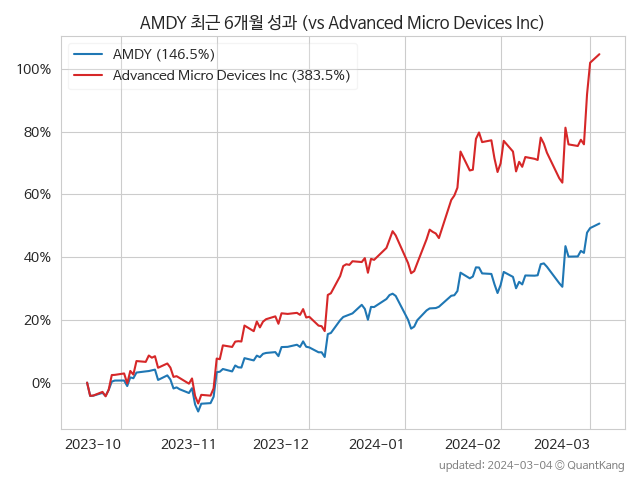 AMDY 최근 6개월 성과 (vs Advanced Micro Devices Inc)
AMDY (146.5%)
Advanced Micro Devices Inc (383.5%)
100%
80%
60%
40%
20%
0%
2023-10 2023-11 2023-12 2024-01 2024-02 2024-03
updated: 2024-03-04 © QuantKang